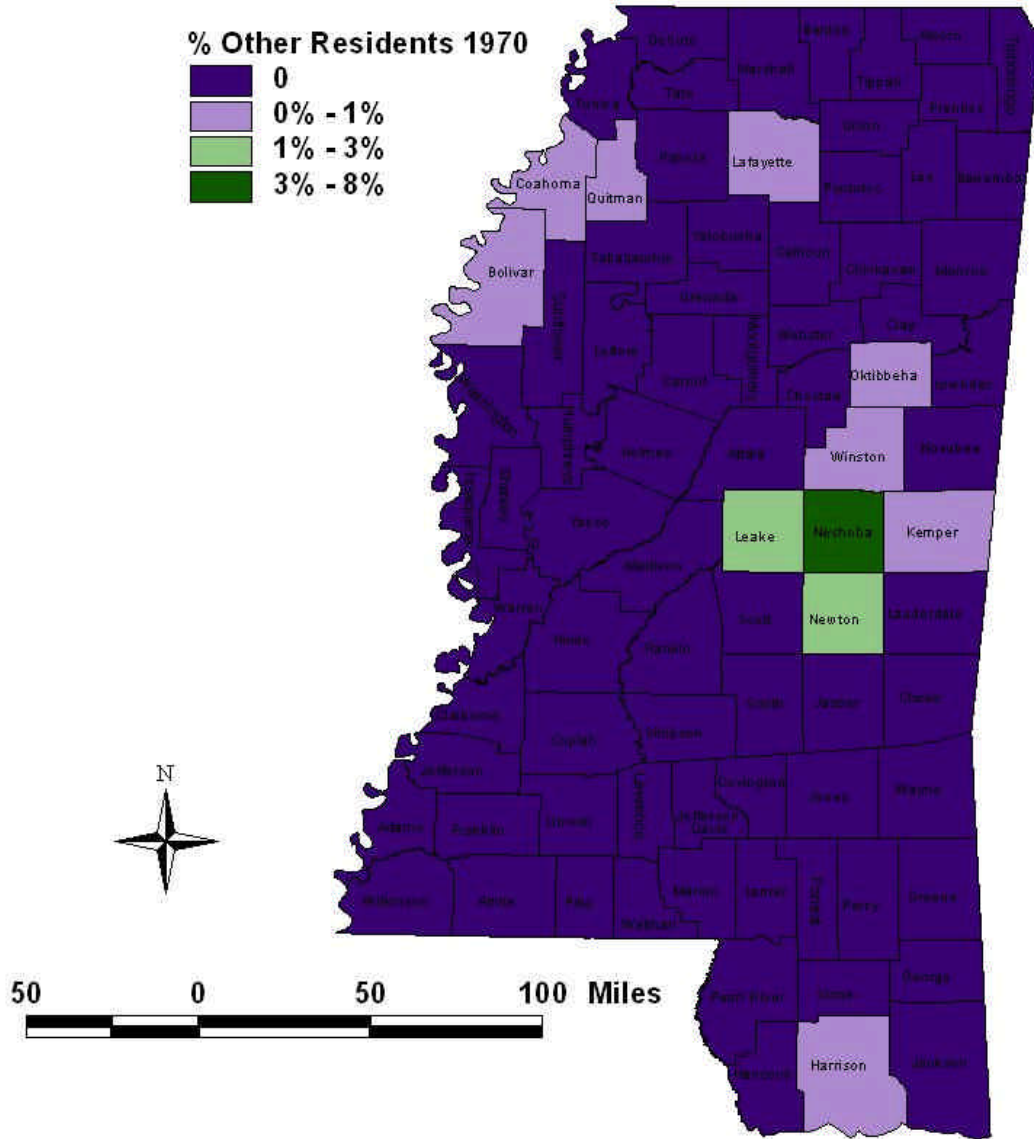 % Other Residents 1970
0
0% - 1%
1% - 3%
3% - 8%
DeSoto
Benton
Marshall
Tippah
Tate
Tunica
Prentiss
Union
Panola
Lafayette
Coahoma
Quitman
Pontotoc
Lee
Itawamba
Yalobusha
Calhoun
Tallahatchie
Chickasaw
Monroe
Bolivar
Sunflower
Grenada
Clay
Webster
Leflore
Carroll
Montgomery
Oktibbeha
Lowndes
Choctaw
Washington
Humphreys
Holmes
Attala
Winston
Noxubee
Sharkey
Yazoo
Leake
Neshoba
Kemper
Madison
Warren
Scott
Newton
Lauderdale
Hinds
Rankin
Smith
Jasper
Clarke
Claiborne
Copiah
Simpson
N
Jefferson
Covington
Jones
Wayne
Lawrence
Jefferson
Davis
Adams
Franklin
Lincoln
Wilkinson
Amite
Pike
Walthall
Marion
Lamar
Forrest
Perry
Greene
50 0 50 100 Miles
Pearl River
Stone
George
Hancock
Harrison
Jackson